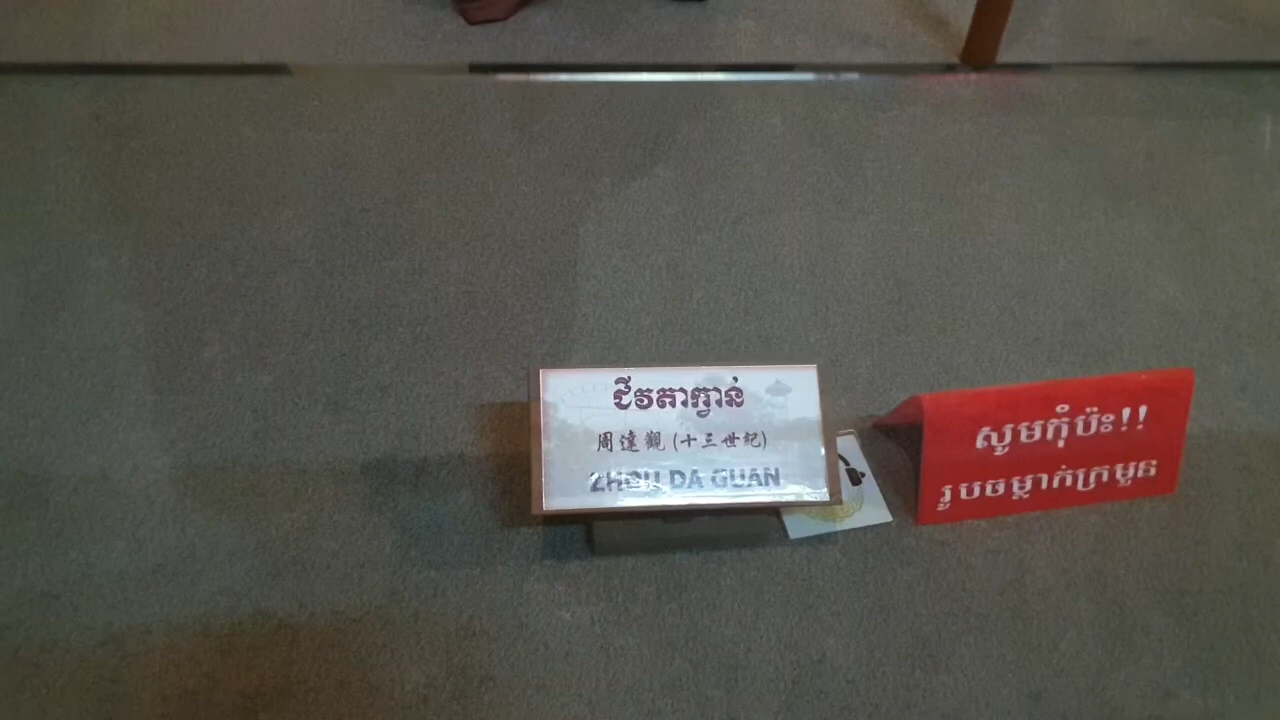 ជីវតាក្វាន់
周達觀 (十三世紀)
ZHOU DA GUAN
សូមកុំប៉ះ!!
រូបចម្លាក់ក្រមួន